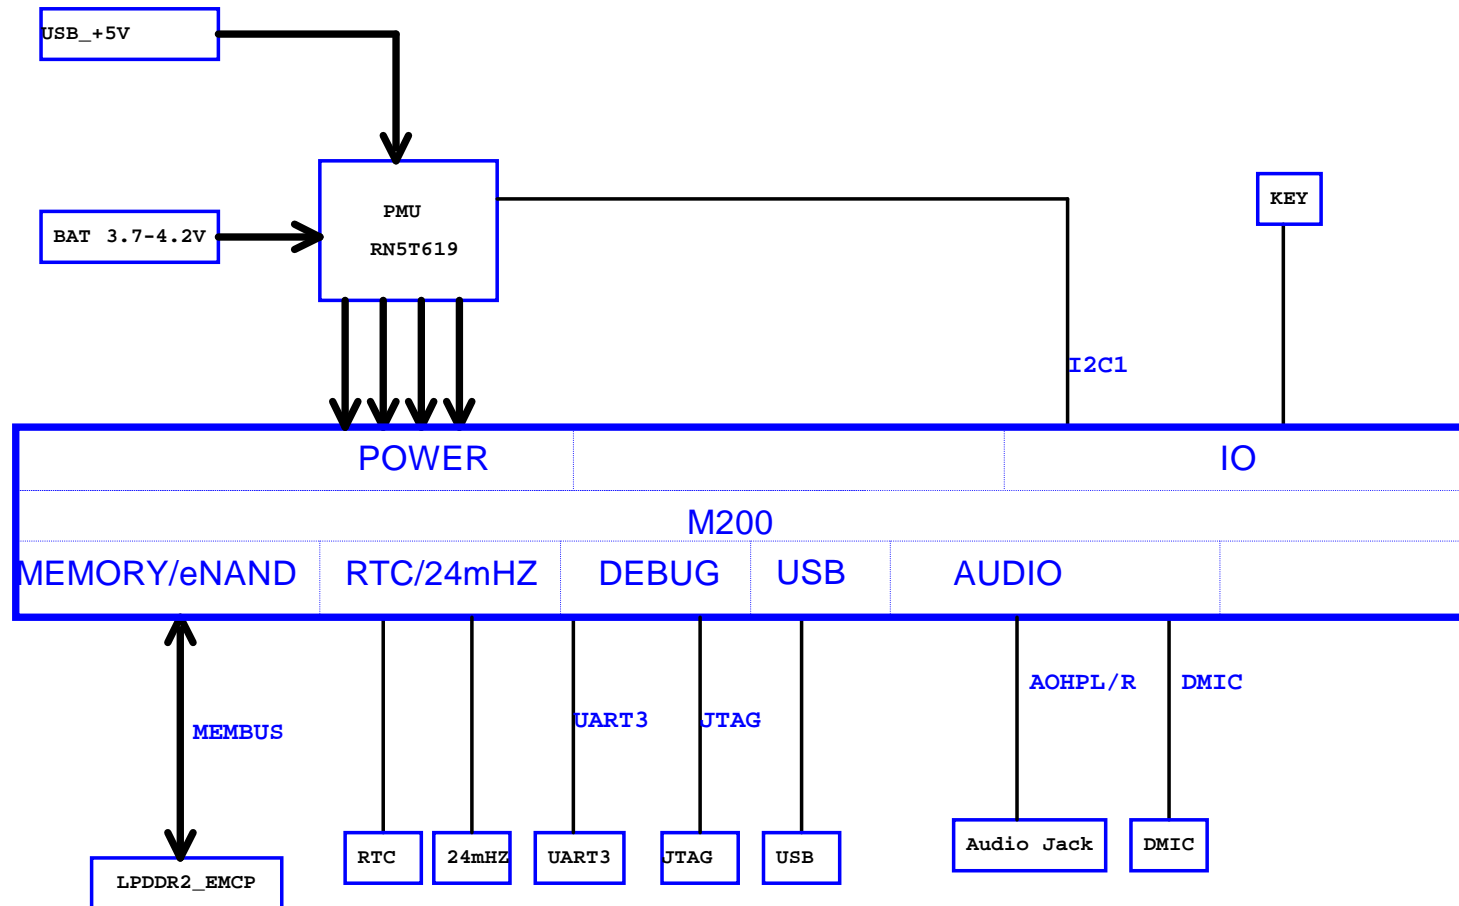 USB_+5V
PMU
RN5T619
KEY
BAT 3.7-4.2V
I2C1
POWER
IO
M200
MEMORY/eNAND
RTC/24mHZ
DEBUG
USB
AUDIO
AOHPL/R
DMIC
MEMBUS
UART3
JTAG
RTC
24mHZ
UART3
JTAG
USB
Audio Jack
DMIC
LPDDR2_EMCP